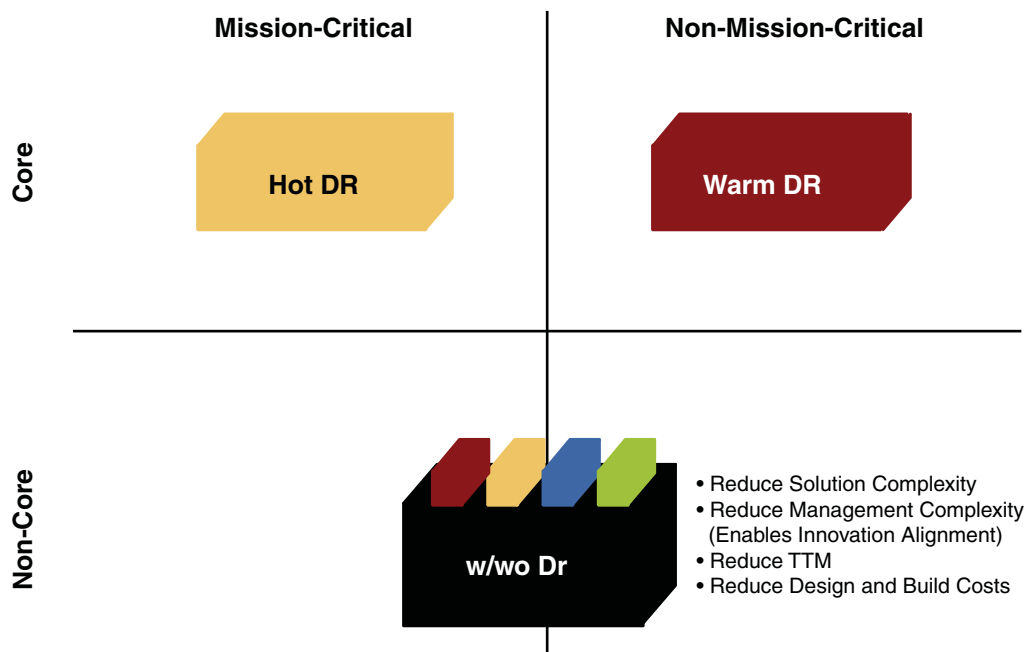 Mission-Critical
Non-Mission-Critical
Core
Hot DR
Warm DR
Non-Core
w/wo Dr
• Reduce Solution Complexity
• Reduce Management Complexity
(Enables Innovation Alignment)
• Reduce TTM
• Reduce Design and Build Costs